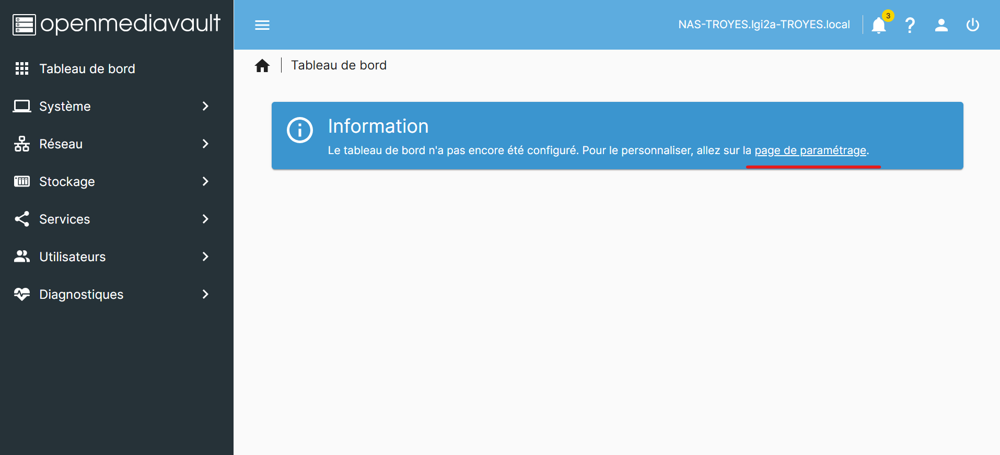 openmediavault
NAS-TROYES.lgi2a-TROYES.local
3
Tableau de bord
Système
Réseau
Stockage
Services
Utilisateurs
Diagnostiques
Tableau de bord
Information
Le tableau de bord n'a pas encore été configuré. Pour le personnaliser, allez sur la page de paramétrage.